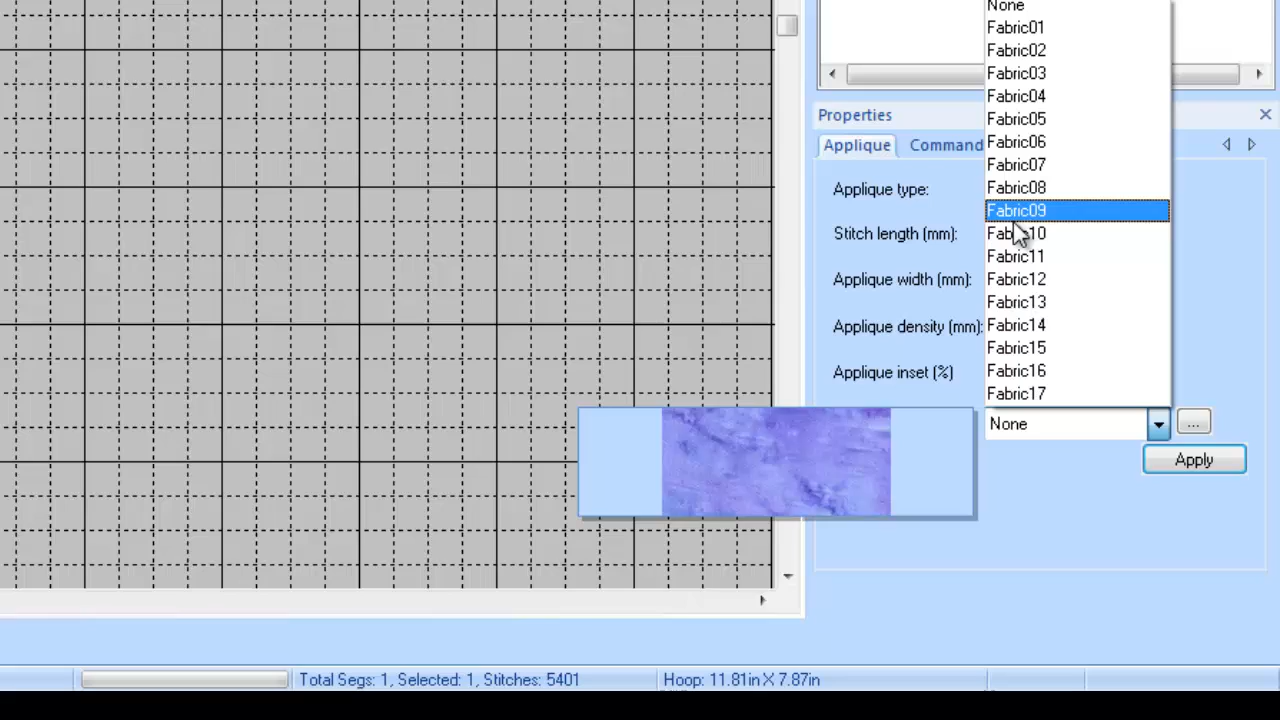 None
Fabric01
Fabric02
Fabric03
Fabric04
Fabric05
Fabric06
Fabric07
Fabric08
Fabric09
Fabric10
Fabric11
Fabric12
Fabric13
Fabric14
Fabric15
Fabric16
Fabric17
Properties
Applique Command
Applique type:
Stitch length (mm):
Applique width (mm):
Applique density (mm):
Applique inset (%)
None
...
Apply
Total Segs: 1, Selected: 1, Stitches: 5401
Hoop: 11.81in X 7.87in